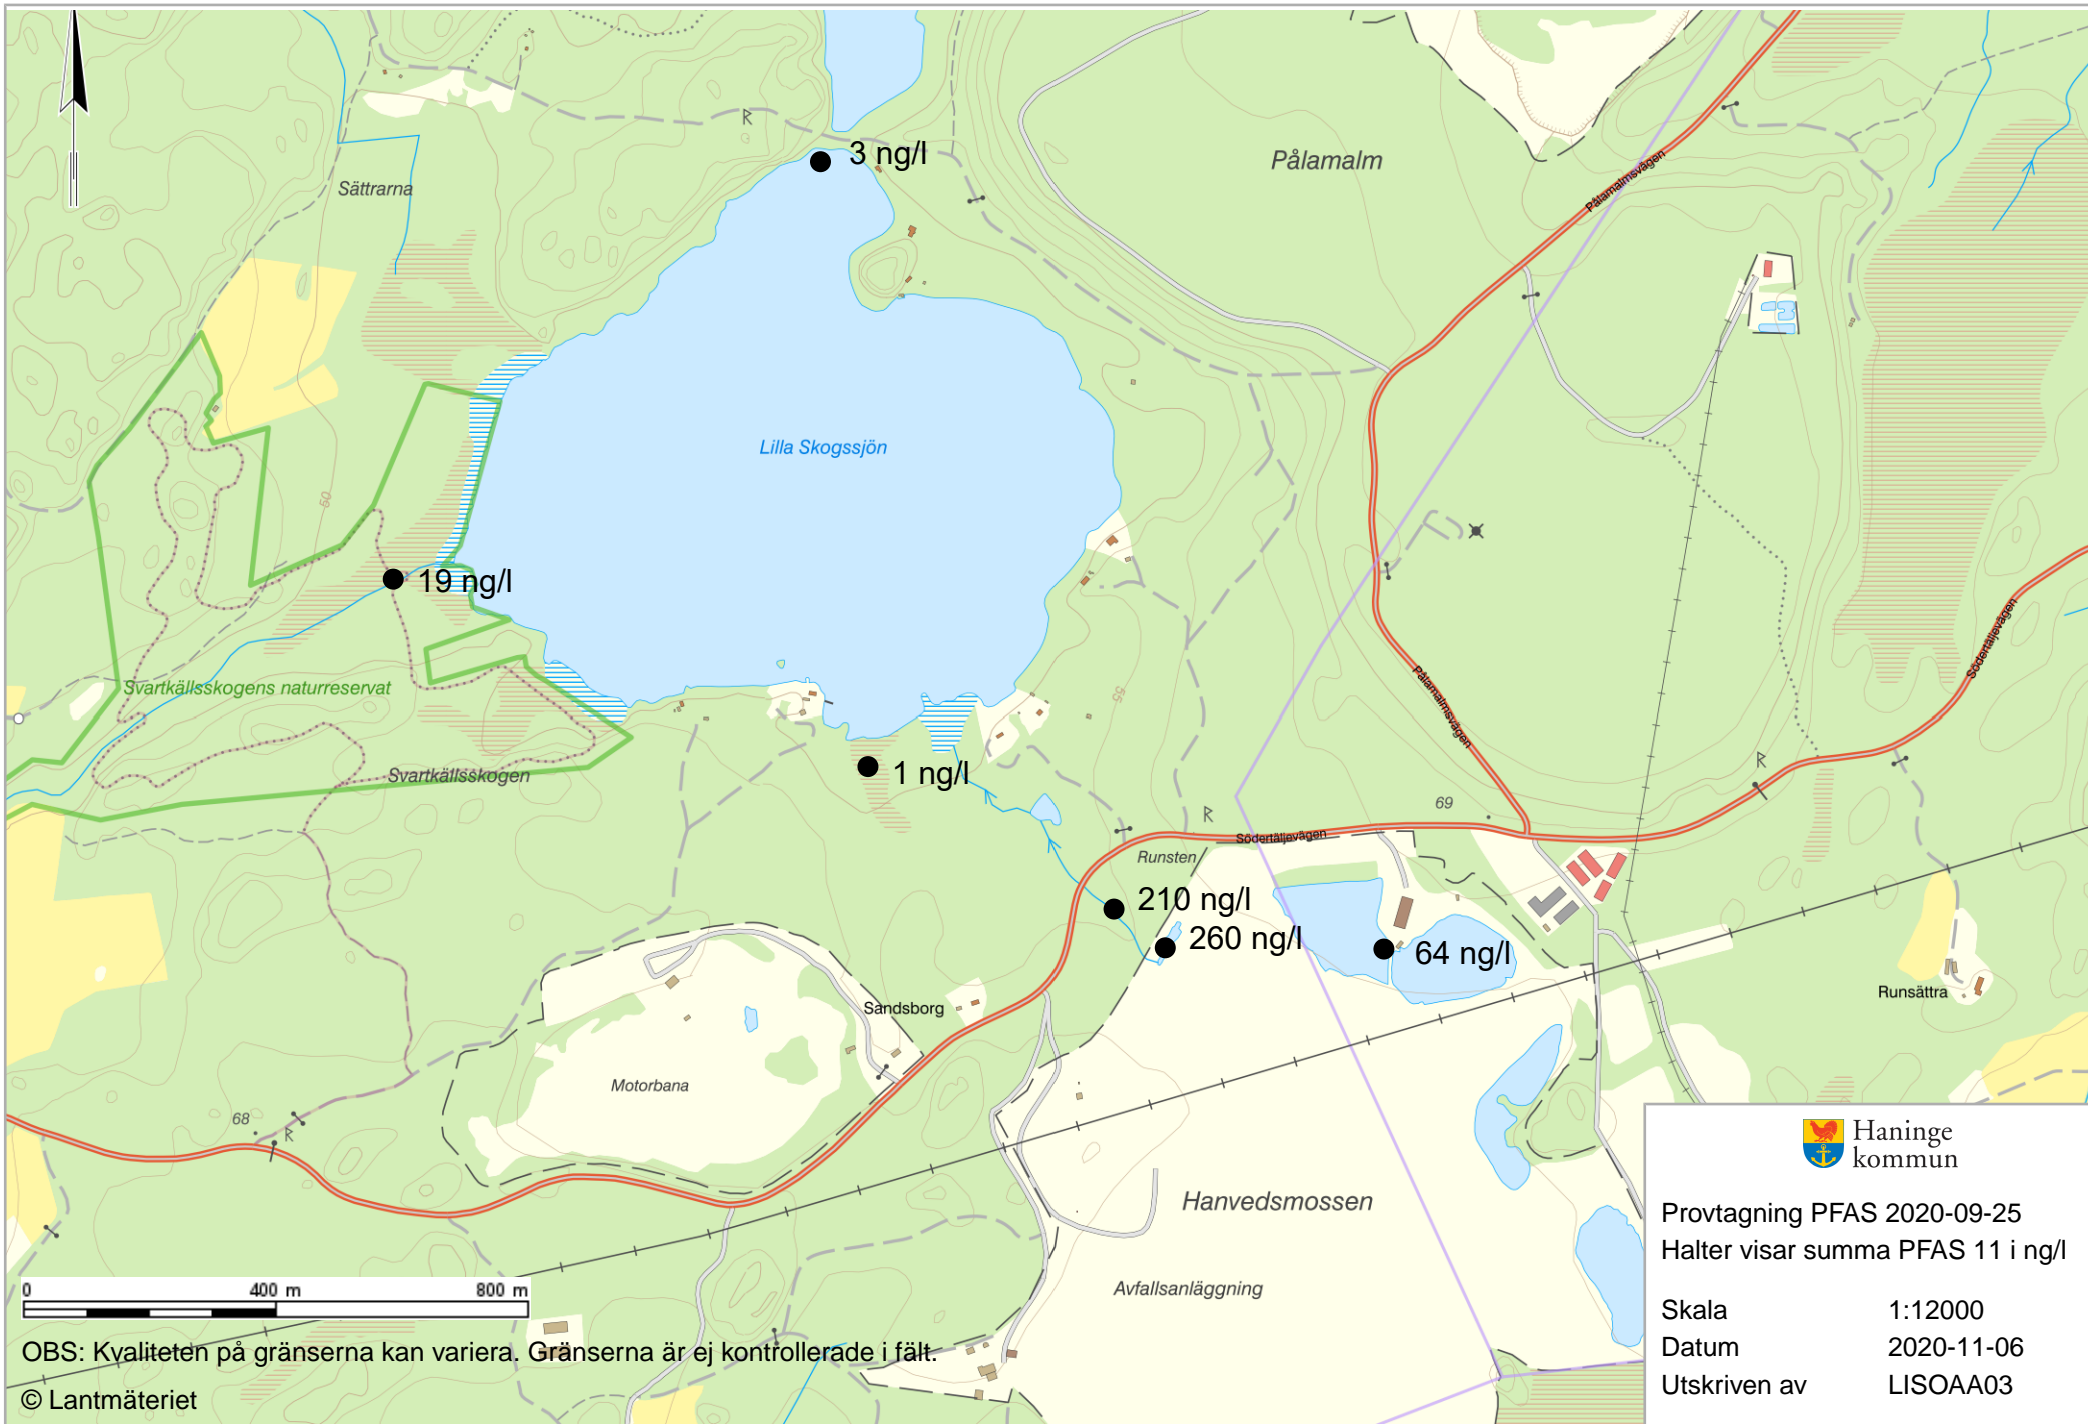 3 ng/l
Pålamalm
Pålamalmsvägen
Sättrarna
Lilla Skogssjön
60
19 ng/l
Svartkällsskogens naturreservat
55
Svartkällsskogen
1 ng/l
Pålamalmsvägen
Södertäljevägen
69
Södertäljevägen
Runsten
210 ng/l
260 ng/l
64 ng/l
Runsättra
Sandsborg
Motorbana
68
Hanvedsmossen
Avfallsanläggning
0 400 m 800 m
OBS: Kvaliteten på gränserna kan variera. Gränserna är ej kontrollerade i fält.
© Lantmäteriet
Haninge
kommun
Provtagning PFAS 2020-09-25
Halter visar summa PFAS 11 i ng/l
Skala 1:12000
Datum 2020-11-06
Utskriven av LISOAA03